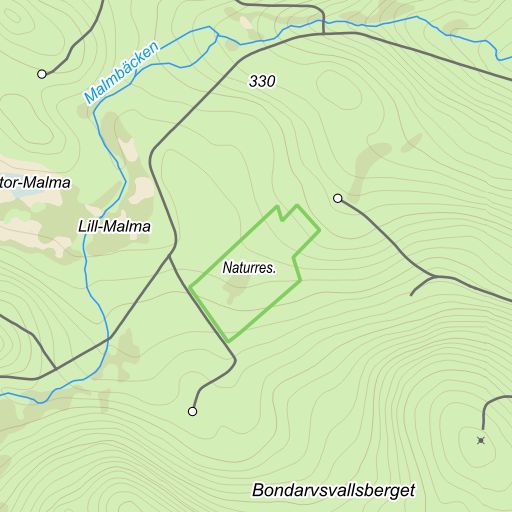 Malmbäcken
330
tor-Malma
Lill-Malma
Naturres.
Bondarvsvallsberget